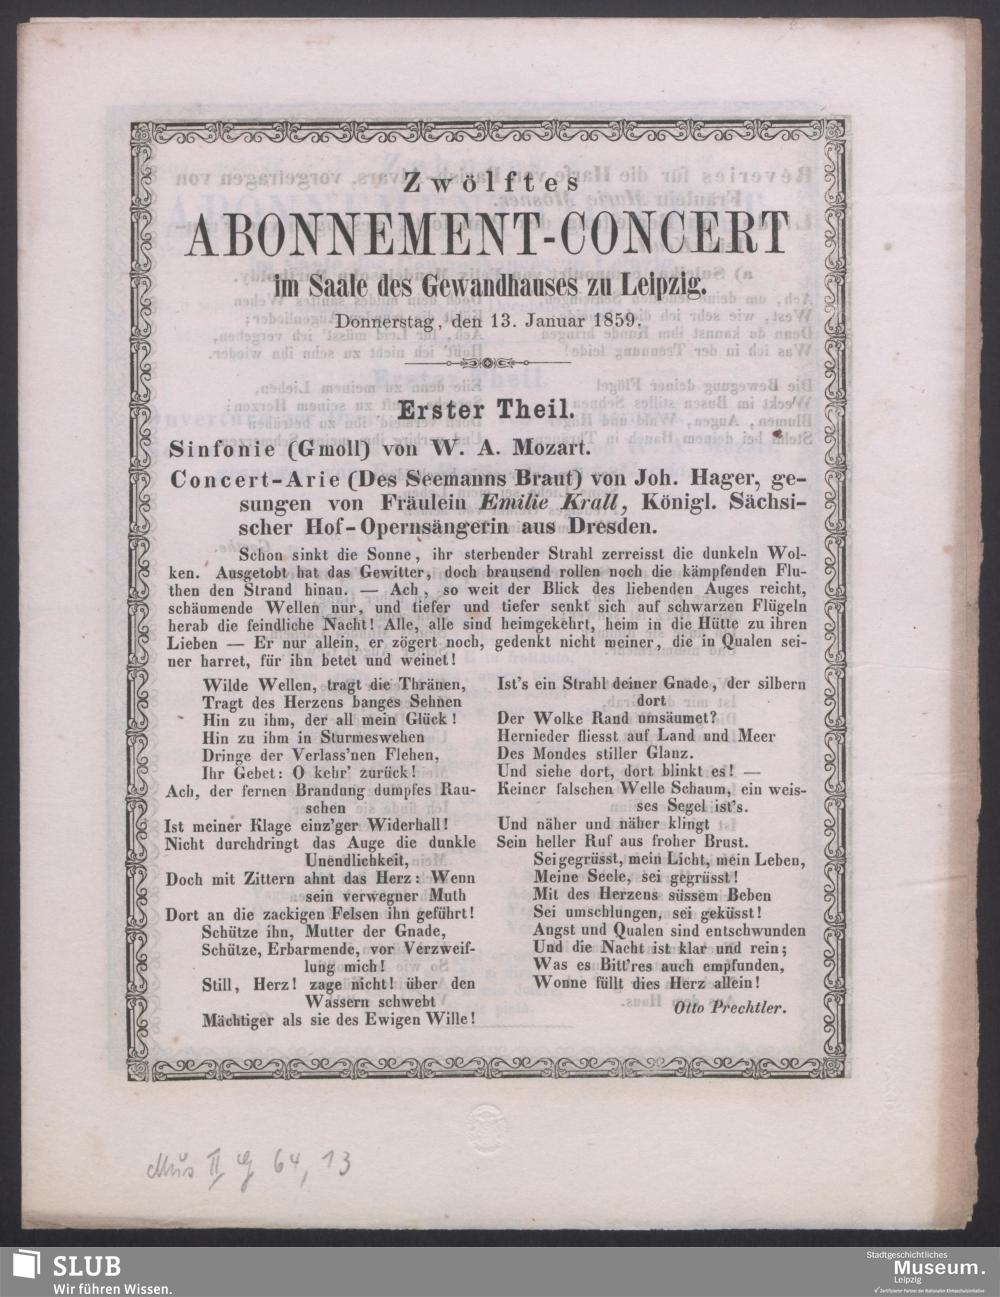 Zwölftes
ABONNEMENT-CONCERT
im Saale des Gewandhauses zu Leipzig.
Donnerstag, den 13. Januar 1859.
Erster Theil.
Sinfonie (Gmoll) von W. A. Mozart.
Concert-Arie (Des Seemanns Braut) von Joh. Hager, ge-
sungen von Fräulein Emilie Krall, Königl. Sächsi-
scher Hof-Opernsängerin aus Dresden.
Schon sinkt die Sonne, ihr sterbender Strahl zerreisst die dunkeln Wol-
ken. Ausgetobt hat das Gewitter, doch brausend rollen noch die kämpfenden Flu-
then den Strand hinan. — Ach, so weit der Blick des liebenden Auges reicht,
schäumende Wellen nur, und tiefer und tiefer senkt sich auf schwarzen Flügeln
herab die feindliche Nacht! Alle, alle sind heimgekehrt, heim in die Hütte zu ihren
Lieben — Er nur allein, er zögert noch, gedenkt nicht meiner, die in Qualen sei-
ner harret, für ihn betet und weinet!
Wilde Wellen, tragt die Thränen,
Tragt des Herzens banges Sehnen
Hin zu ihm, der all mein Glück!
Hin zu ihm in Sturmeswehen
Dringe der Verlass'nen Flehen,
Ihr Gebet: O kehr' zurück!
Ach, der fernen Brandung dumpfes Rau-
schen
Ist meiner Klage einz'ger Widerhall!
Nicht durchdringt das Auge die dunkle
Unendlichkeit,
Doch mit Zittern ahnt das Herz: Wenn
sein verwegner Muth
Dort an die zackigen Felsen ihn geführt!
Schütze ihn, Mutter der Gnade,
Schütze, Erbarmende, vor Verzweif-
lung mich!
Still, Herz! zage nicht! über den
Wassern schwebt
Mächtiger als sie des Ewigen Wille!
Ist's ein Strahl deiner Gnade, der silbern
dort
Der Wolke Rand umsäumet?
Hernieder fliesst auf Land und Meer
Des Mondes stiller Glanz.
Und siehe dort, dort blinkt es! —
Keiner falschen Welle Schaum, ein weis-
ses Segel ist's.
Und näher und näher klingt
Sein heller Ruf aus froher Brust.
Sei gegrüsst, mein Licht, mein Leben,
Meine Seele, sei gegrüsst!
Mit des Herzens süssem Beben
Sei umschlungen, sei geküsst!
Angst und Qualen sind entschwunden
Und die Nacht ist klar und rein;
Was es Bitt'res auch empfunden,
Wonne füllt dies Herz allein!
Otto Prechtler.
Mus II 64, 13
SLUB
Wir führen Wissen.
Stadtgeschichtliches
Museum.
Leipzig
Zertifizierter Partner der Nationalen Klimaschutzinitiative